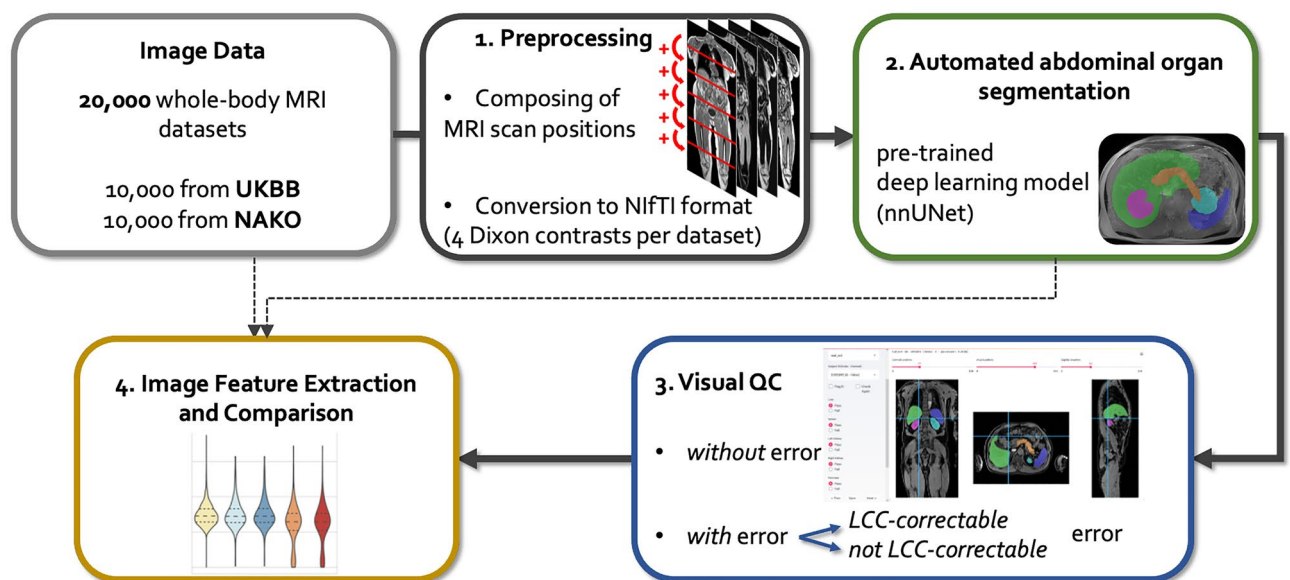 Image Data
20,000 whole-body MRI
datasets
10,000 from UKBB
10,000 from NAKO
1. Preprocessing
• Composing of
MRI scan positions
• Conversion to NIfTI format
(4 Dixon contrasts per dataset)
+
+
+
+
+
2. Automated abdominal organ
segmentation
pre-trained
deep learning model
(nnUNet)
3. Visual QC
• without error
• with error
LCC-correctable
not LCC-correctable
error
4. Image Feature Extraction
and Comparison